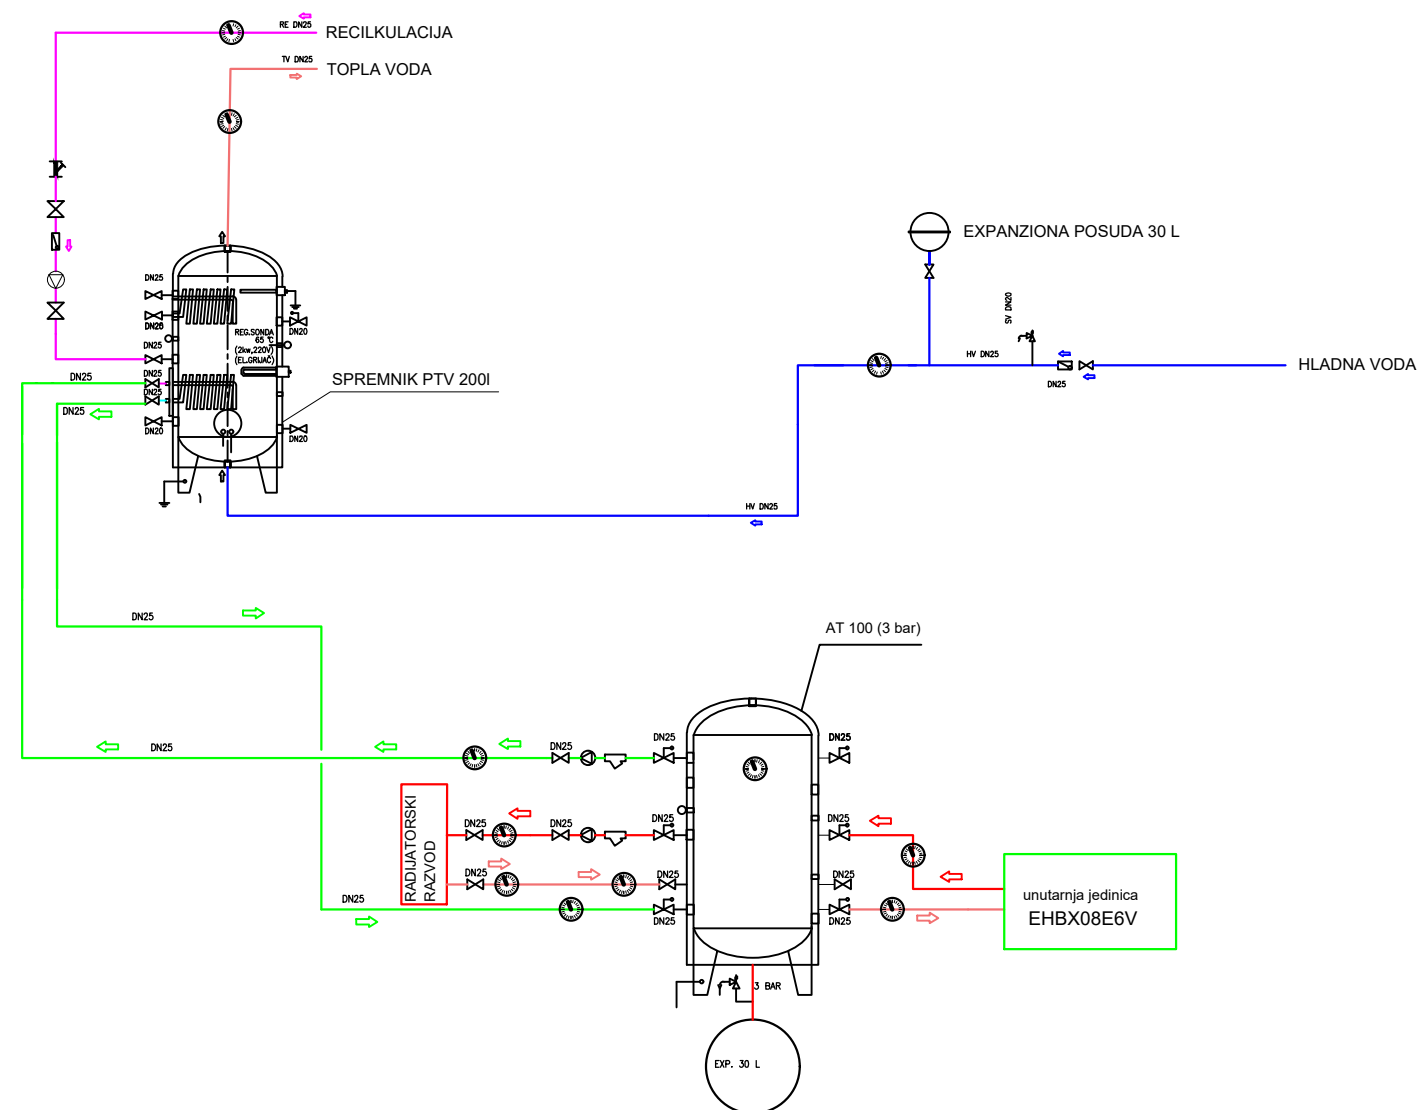 RE DN25
RECILKULACIJA
TV DN25
TOPLA VODA
EXPANZIONA POSUDA 30 L
SV DN20
HV DN25
DN25
HLADNA VODA
DN25
DN20
DN25
DN25
DN25
DN20
REG.SONDA
65 °C
(2kw,220V)
(EL.GRIJAČ)
DN20
DN20
SPREMNIK PTV 200l
DN25
DN25
HV DN25
DN25
AT 100 (3 bar)
DN25
DN25
DN25
DN25
RADIJATORSKI
RAZVOD
DN25
DN25
DN25
DN25
DN25
DN25
DN25
DN25
DN25
DN25
DN25
unutarnja jedinica
EHBX08E6V
3 BAR
EXP. 30 L